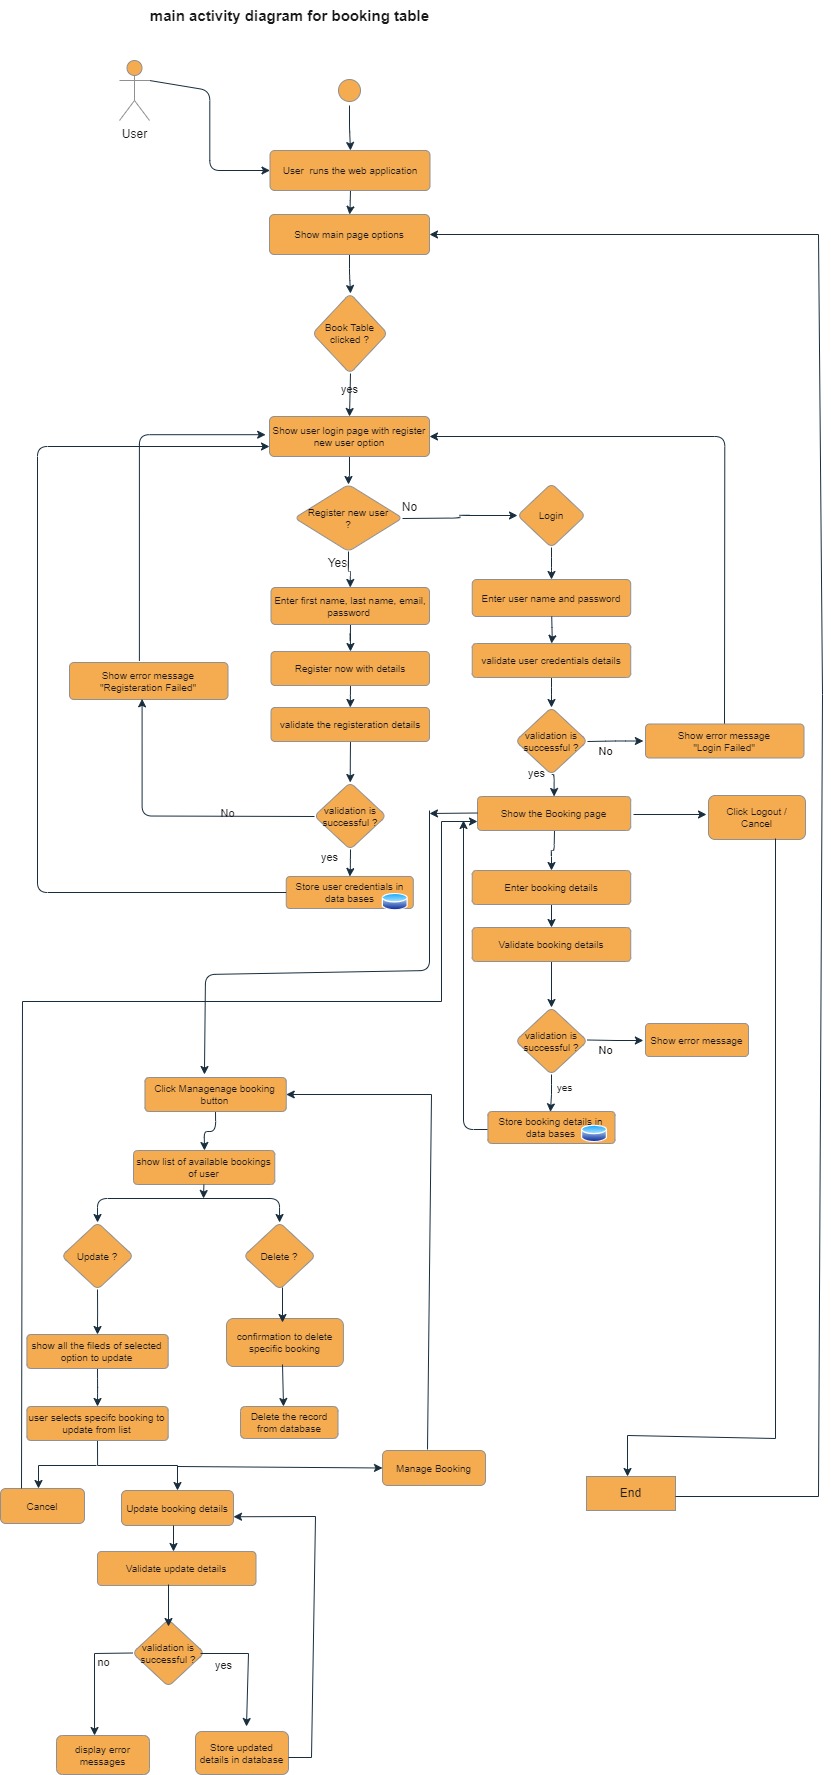 main activity diagram for booking table
User
User  runs the web application
Show main page options
Book Table
clicked ?
yes
Show user login page with register
new user option
Register new user
?
No
Login
Yes
Enter first name, last name, email,
password
Enter user name and password
Register now with details
validate user credentials details
Show error message
"Registeration Failed"
validate the registeration details
validation is
successful ?
No
Show error message
"Login Failed"
yes
validation is
successful ?
No
Show the Booking page
Click Logout /
Cancel
yes
Store user credentials in
data bases
Enter booking details
Validate booking details
validation is
successful ?
No
Show error message
yes
Store booking details in
data bases
Click Managenage booking
button
show list of available bookings
of user
Update ?
Delete ?
show all the fileds of selected
option to update
confirmation to delete
specific booking
user selects specifc booking to
update from list
Delete the record
from database
Manage Booking
Cancel
Update booking details
End
Validate update details
validation is
successful ?
no
yes
display error
messages
Store updated
details in database